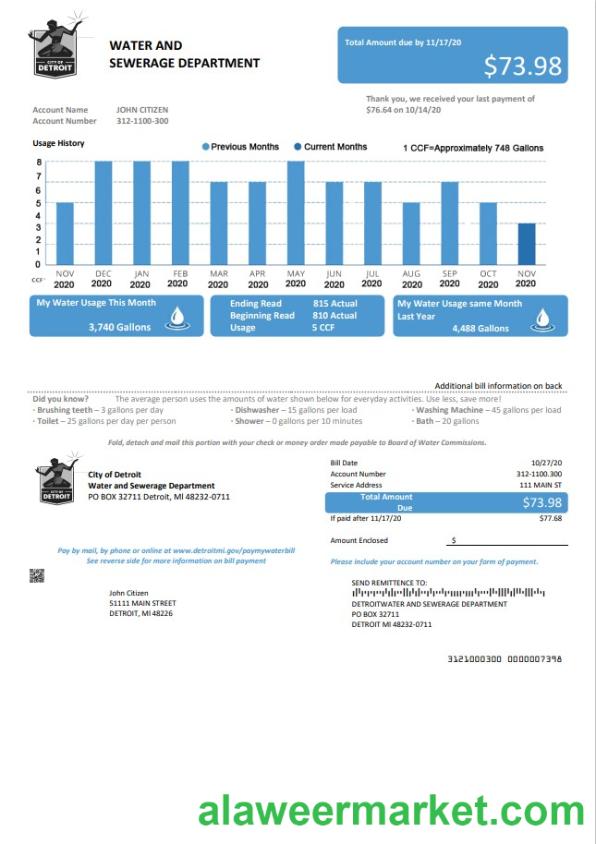 CITY OF
DETROIT
WATER AND
SEWERAGE DEPARTMENT
Total Amount due by 11/17/20
$73.98
Thank you, we received your last payment of
$76.64 on 10/14/20
Account Name JOHN CITIZEN
Account Number 312-1100-300
Usage History
Previous Months Current Months 1 CCF=Approximately 748 Gallons
8
7
6
5
4
3
2
1
0
CCF
NOV DEC JAN FEB MAR APR MAY JUN JUL AUG SEP OCT NOV
2020 2020 2020 2020 2020 2020 2020 2020 2020 2020 2020 2020 2020
My Water Usage This Month
3,740 Gallons
Ending Read 815 Actual
Beginning Read 810 Actual
Usage 5 CCF
My Water Usage same Month
Last Year
4,488 Gallons
Additional bill information on back
Did you know? The average person uses the amounts of water shown below for everyday activities. Use less, save more!
· Brushing teeth – 3 gallons per day · Dishwasher – 15 gallons per load · Washing Machine – 45 gallons per load
· Toilet – 25 gallons per day per person · Shower – 0 gallons per 10 minutes · Bath – 20 gallons
Fold, detach and mail this portion with your check or money order made payable to Board of Water Commissions.
CITY OF
DETROIT
City of Detroit
Water and Sewerage Department
PO BOX 32711 Detroit, MI 48232-0711
Bill Date 10/27/20
Account Number 312-1100.300
Service Address 111 MAIN ST
Total Amount
Due
$73.98
If paid after 11/17/20 $77.68
Amount Enclosed $
Pay by mail, by phone or online at www.detroitmi.gov/paymywaterbill
See reverse side for more information on bill payment
Please include your account number on your form of payment.
John Citizen
51111 MAIN STREET
DETROIT, MI 48226
SEND REMITTENCE TO:
DETROITWATER AND SEWERAGE DEPARTMENT
PO BOX 32711
DETROIT MI 48232-0711
3121000300 0000007398
alaweermarket.com